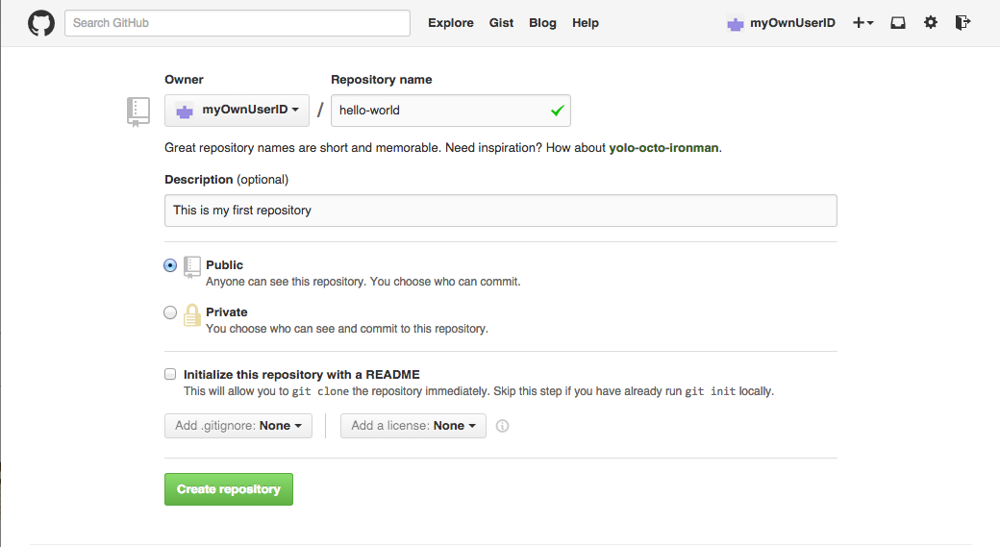 Search GitHub Explore Gist Blog Help myOwnUserID
Owner Repository name
myOwnUserID / hello-world
Great repository names are short and memorable. Need inspiration? How about yolo-octo-ironman.
Description (optional)
This is my first repository
Public
Anyone can see this repository. You choose who can commit.
Private
You choose who can see and commit to this repository.
Initialize this repository with a README
This will allow you to git clone the repository immediately. Skip this step if you have already run git init locally.
Add .gitignore: None Add a license: None
Create repository